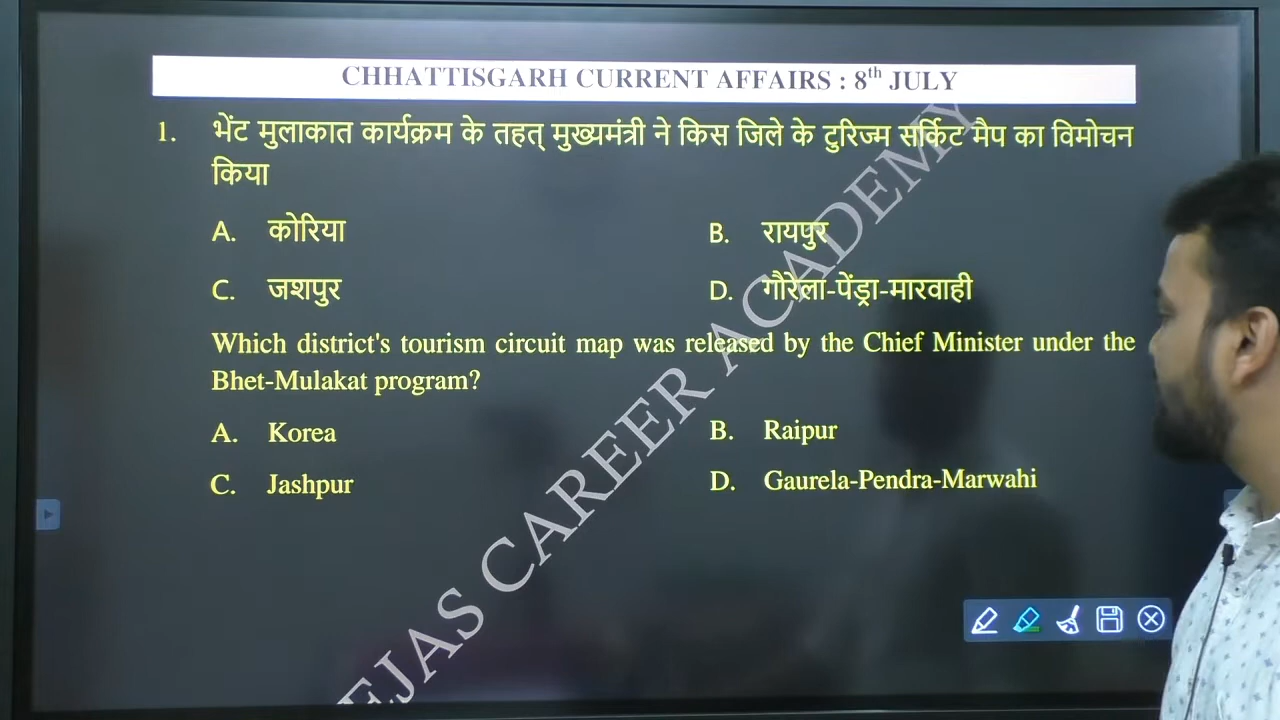 CHHATTISGARH CURRENT AFFAIRS : 8th JULY
1. भेंट मुलाकात कार्यक्रम के तहत् मुख्यमंत्री ने किस जिले के टुरिज्म सर्किट मैप का विमोचन
किया
A. कोरिया B. रायपुर
C. जशपुर D. गौरेला-पेंड्रा-मारवाही
Which district's tourism circuit map was released by the Chief Minister under the
Bhet-Mulakat program?
A. Korea B. Raipur
C. Jashpur D. Gaurela-Pendra-Marwahi
EJAS CAREER ACADEMY